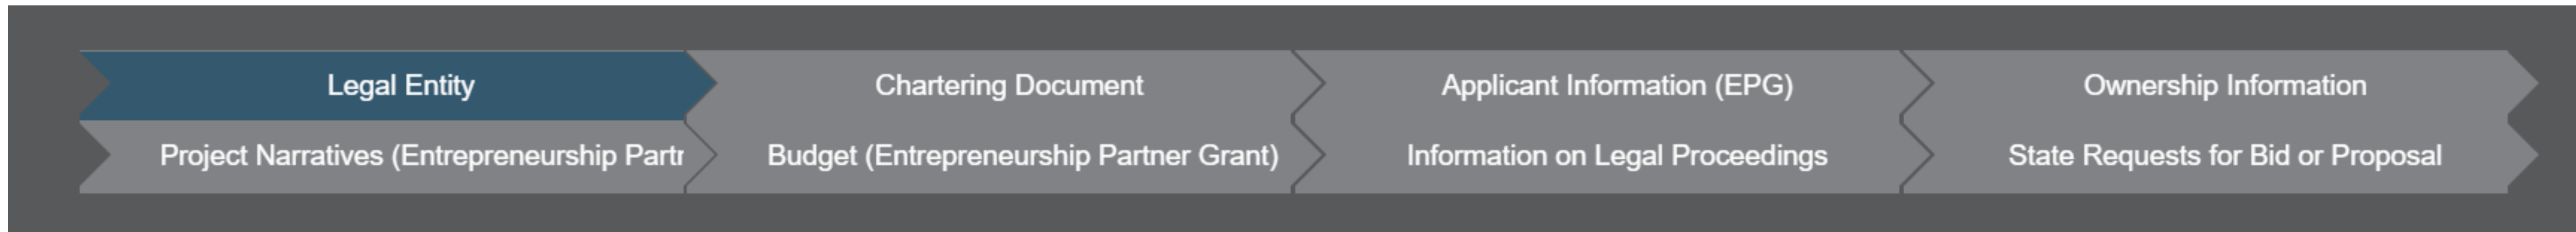 Legal Entity
Chartering Document
Applicant Information (EPG)
Ownership Information
Project Narratives (Entrepreneurship Partr
Budget (Entrepreneurship Partner Grant)
Information on Legal Proceedings
State Requests for Bid or Proposal